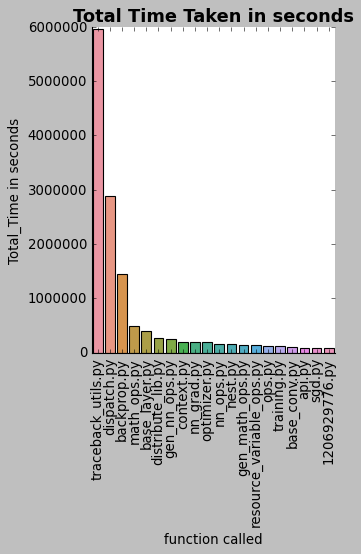 Total Time Taken in seconds
Total_Time in seconds
6000000
5000000
4000000
3000000
2000000
1000000
0
traceback_utils.py
dispatch.py
backprop.py
math_ops.py
base_layer.py
distribute_lib.py
gen_nn_ops.py
context.py
nn_grad.py
optimizer.py
nn_ops.py
nest.py
gen_math_ops.py
resource_variable_ops.py
ops.py
training.py
base_conv.py
api.py
sgd.py
1206929776.py
function called